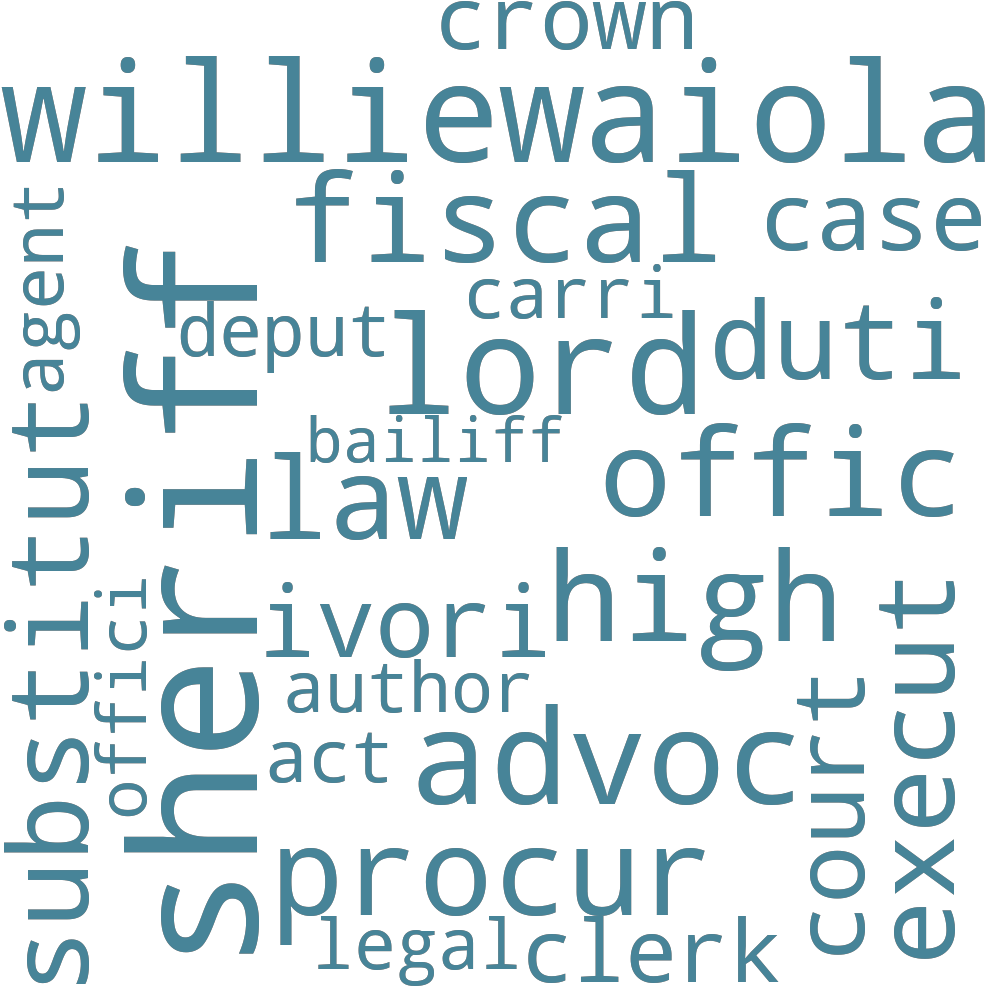 crown
williewaiola
fiscal
case
agent
carri
sheriff
deput
lord
duti
substitut
bailiff
law
offic
high
offici
ivori
execut
author
court
act
advoc
procur
legal
clerk